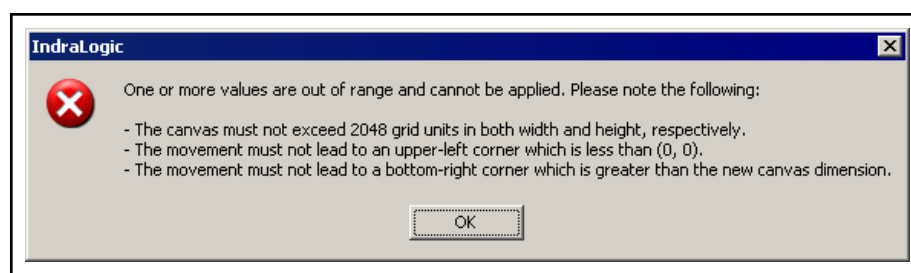 IndraLogic
One or more values are out of range and cannot be applied. Please note the following:
- The canvas must not exceed 2048 grid units in both width and height, respectively.
- The movement must not lead to an upper-left corner which is less than (0, 0).
- The movement must not lead to a bottom-right corner which is greater than the new canvas dimension.
OK